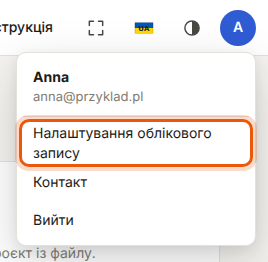 струкція
UA
A
Anna
anna@przyklad.pl
Налаштування облікового
запису
Контакт
Вийти
роєкт із файлу.